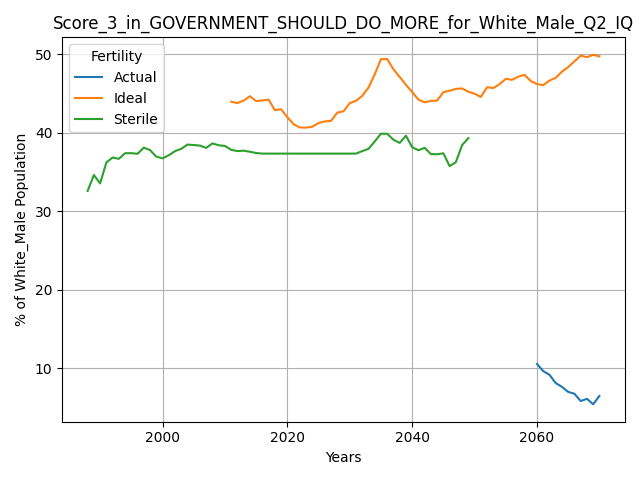 Score_3_in_GOVERNMENT_SHOULD_DO_MORE_for_White_Male_Q2_IQ
Fertility
Actual
Ideal
Sterile
50
40
30
20
10
% of White_Male Population
2000
2020
2040
2060
Years